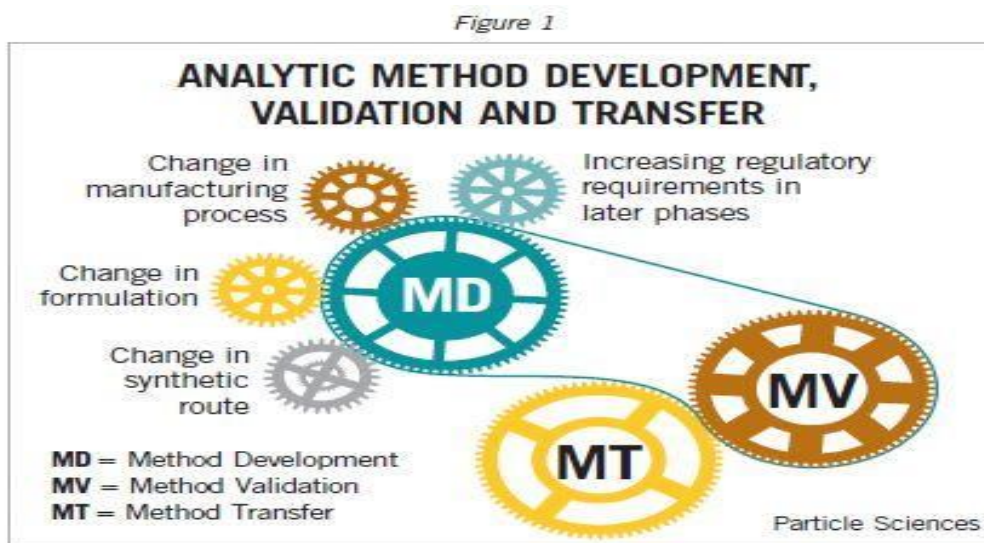 Figure 1
ANALYTIC METHOD DEVELOPMENT,
VALIDATION AND TRANSFER
Change in
manufacturing
process
Increasing regulatory
requirements in
later phases
Change in
formulation
MD
Change in
synthetic
route
MV
MT
MD = Method Development
MV = Method Validation
MT = Method Transfer
Particle Sciences